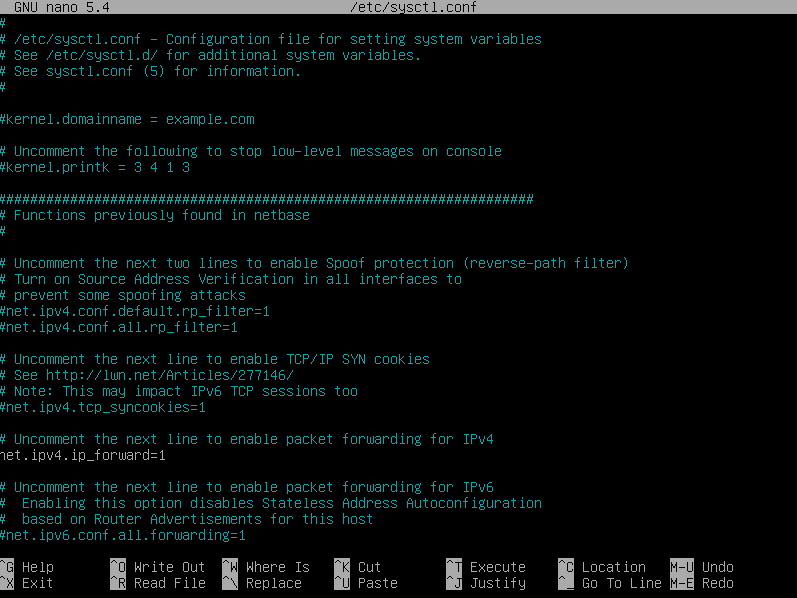 GNU nano 5.4 /etc/sysctl.conf
#
# /etc/sysctl.conf - Configuration file for setting system variables
# See /etc/sysctl.d/ for additional system variables.
# See sysctl.conf (5) for information.
#
#kernel.domainname = example.com
# Uncomment the following to stop low-level messages on console
#kernel.printk = 3 4 1 3
###################################################################
# Functions previously found in netbase
#
# Uncomment the next two lines to enable Spoof protection (reverse-path filter)
# Turn on Source Address Verification in all interfaces to
# prevent some spoofing attacks
#net.ipv4.conf.default.rp_filter=1
#net.ipv4.conf.all.rp_filter=1
# Uncomment the next line to enable TCP/IP SYN cookies
# See http://lwn.net/Articles/277146/
# Note: This may impact IPv6 TCP sessions too
#net.ipv4.tcp_syncookies=1
# Uncomment the next line to enable packet forwarding for IPv4
net.ipv4.ip_forward=1
# Uncomment the next line to enable packet forwarding for IPv6
#  Enabling this option disables Stateless Address Autoconfiguration
#  based on Router Advertisements for this host
#net.ipv6.conf.all.forwarding=1
^G Help ^O Write Out ^W Where Is ^K Cut ^T Execute ^C Location M-U Undo
^X Exit ^R Read File ^\ Replace ^U Paste ^J Justify ^_ Go To Line M-E Redo